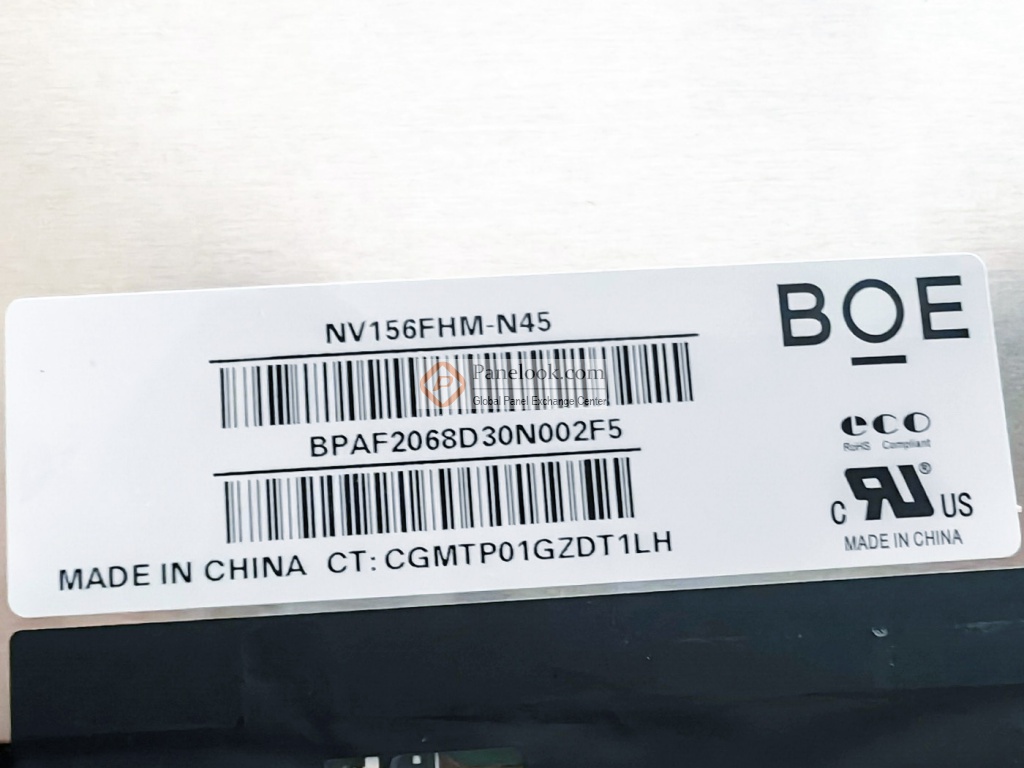 NV156FHM-N45
BOE
Panelook.com
Global Panel Exchange Center
BPAF2068D30N002F5
eco
RoHS Compliant
C RU ® US
MADE IN CHINA
MADE IN CHINA CT: CGMTP01GZDT1LH